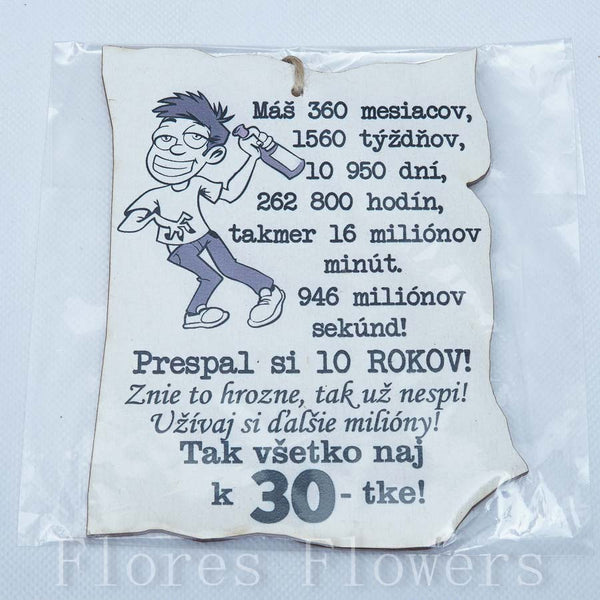 Máš 360 mesiacov,
1560 týždňov,
10 950 dní,
262 800 hodín,
takmer 16 miliónov
minút.
946 miliónov
sekúnd!
Prespal si 10 ROKOV!
Znie to hrozne, tak už nespi!
Užívaj si ďalšie milióny!
Tak všetko naj
k 30 - tke!
Flores Flowers